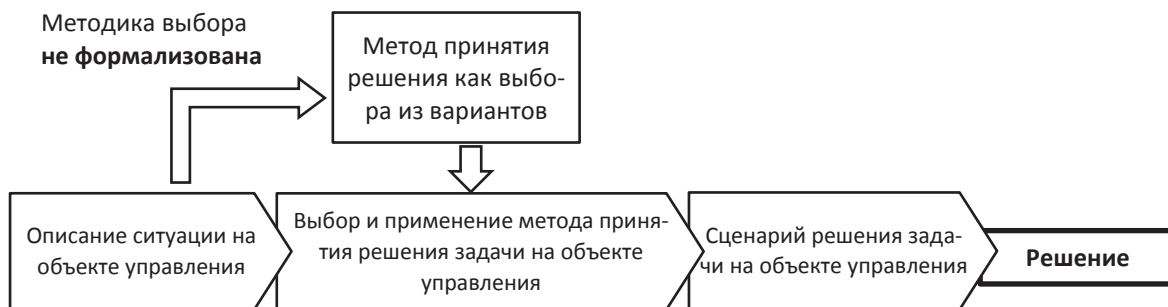 Методика выбора
не формализована
Метод принятия
решения как выбо-
ра из вариантов
Описание ситуации на
объекте управления
Выбор и применение метода приня-
тия решения задачи на объекте
управления
Сценарий решения зада-
чи на объекте управления
Решение